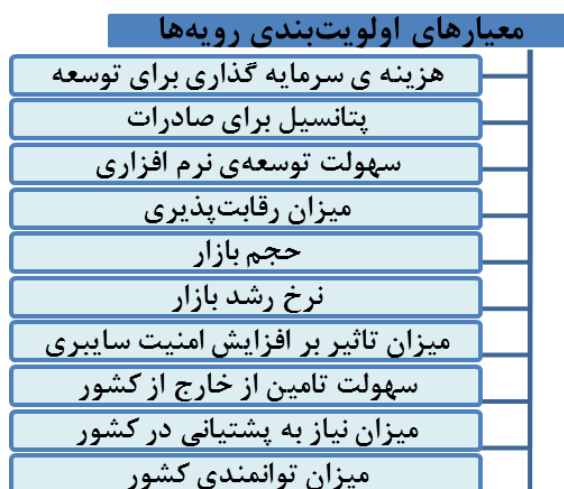 معیارهای اولویت‌بندی رویه‌ها
هزینه ی سرمایه گذاری برای توسعه
پتانسیل برای صادرات
سهولت توسعه‌ی نرم افزاری
میزان رقابت‌پذیری
حجم بازار
نرخ رشد بازار
میزان تاثیر بر افزایش امنیت سایبری
سهولت تامین از خارج از کشور
میزان نیاز به پشتیبانی در کشور
میزان توانمندی کشور